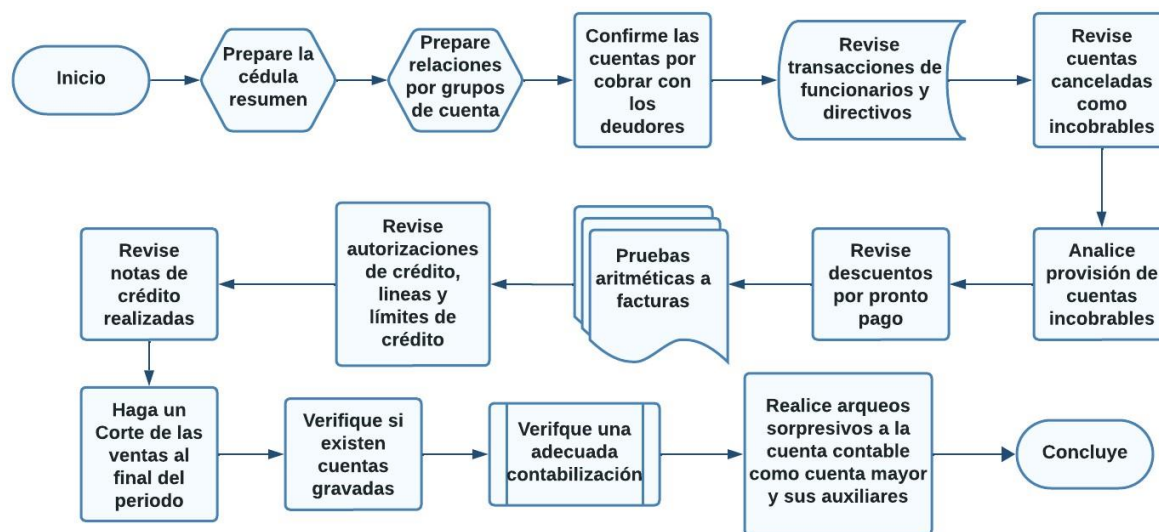 Inicio
Prepare la
cédula
resumen
Prepare
relaciones
por grupos
de cuenta
Confirme las
cuentas por
cobrar con
los
deudores
Revise
transacciones de
funcionarios y
directivos
Revise
cuentas
canceladas
como
incobrables
Analice
provisión de
cuentas
incobrables
Revise
descuentos
por pronto
pago
Pruebas
aritméticas a
facturas
Revise
autorizaciones
de crédito,
lineas y
límites de
crédito
Revise
notas de
crédito
realizadas
Haga un
Corte de las
ventas al
final del
periodo
Verifique si
existen
cuentas
gravadas
Verifque una
adecuada
contabilización
Realice arqueos
sorpresivos a la
cuenta contable
como cuenta mayor
y sus auxiliares
Concluye